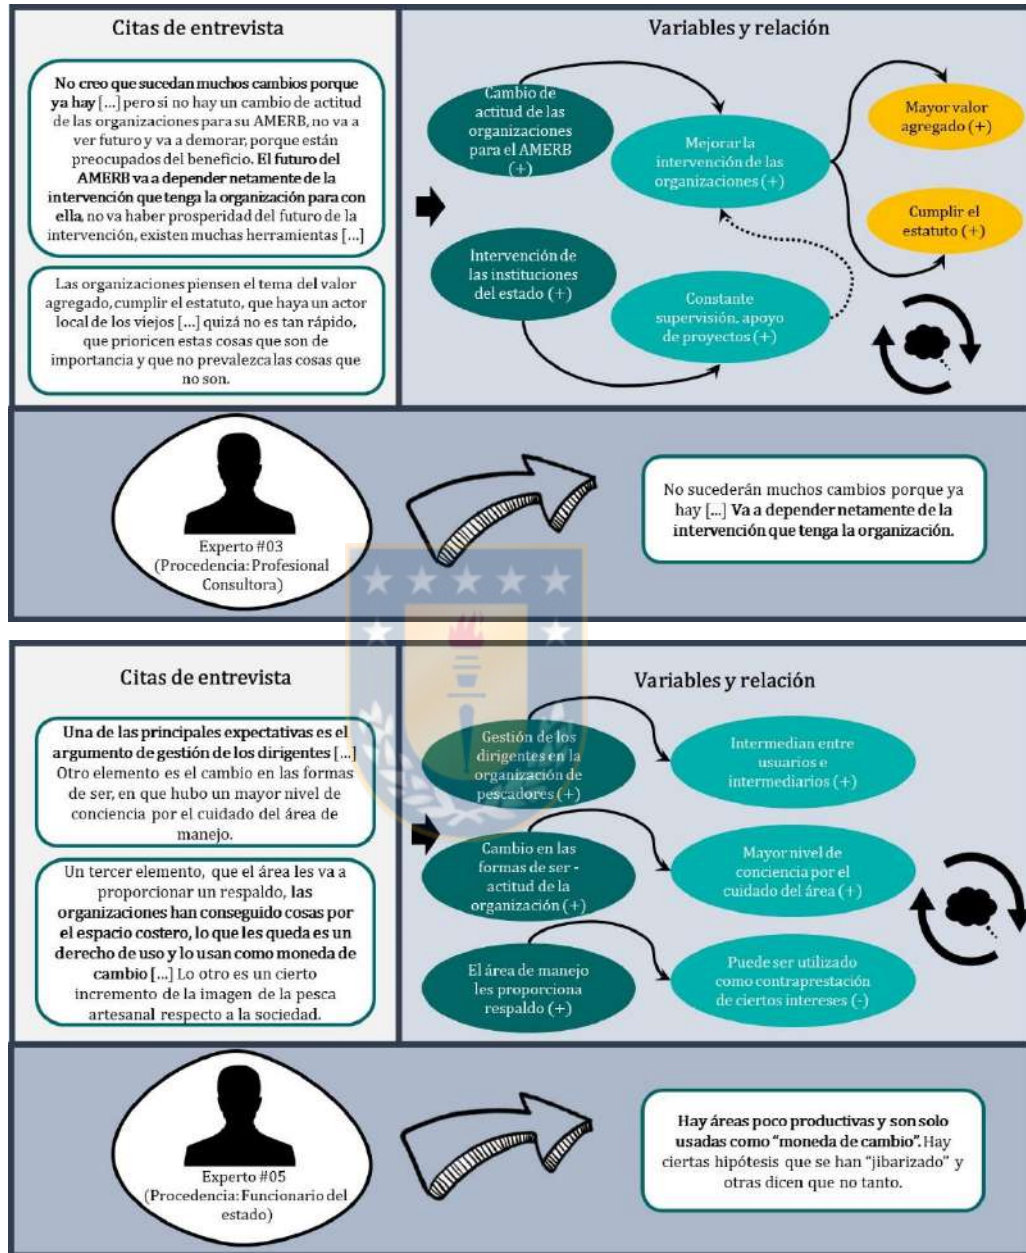 Citas de entrevista
No creo que sucedan muchos cambios porque
ya hay [...] pero si no hay un cambio de actitud
de las organizaciones para su AMERB, no va a
ver futuro y va a demorar, porque están
preocupados del beneficio. El futuro del
AMERB va a depender netamente de la
intervención que tenga la organización para con
ella, no va haber prosperidad del futuro de la
intervención, existen muchas herramientas [...]
Las organizaciones piensen el tema del valor
agregado, cumplir el estatuto, que haya un actor
local de los viejos [...] quizá no es tan rápido,
que prioricen estas cosas que son de
importancia y que no prevalezca las cosas que
no son.
Variables y relación
Cambio de
actitud de las
organizaciones
para el AMERB
(+)
Mejorar la
intervención de las
organizaciones (+)
Mayor valor
agregado (+)
Cumplir el
estatuto (+)
Intervención de
las instituciones
del estado (+)
Constante
supervisión, apoyo
de proyectos (+)
Experto #03
(Procedencia: Profesional
Consultora)
No sucederán muchos cambios porque ya
hay [...] Va a depender netamente de la
intervención que tenga la organización.
Citas de entrevista
Una de las principales expectativas es el
argumento de gestión de los dirigentes [...]
Otro elemento es el cambio en las formas
de ser, en que hubo un mayor nivel de
conciencia por el cuidado del área de
manejo.
Un tercer elemento, que el área les va a
proporcionar un respaldo, las
organizaciones han conseguido cosas por
el espacio costero, lo que les queda es un
derecho de uso y lo usan como moneda de
cambio [...] Lo otro es un cierto
incremento de la imagen de la pesca
artesanal respecto a la sociedad.
Variables y relación
Gestión de los
dirigentes en la
organización de
pescadores (+)
Intermedian entre
usuarios e
intermediarios (+)
Cambio en las
formas de ser -
actitud de la
organización (+)
Mayor nivel de
conciencia por el
cuidado del área (+)
El área de manejo
les proporciona
respaldo (+)
Puede ser utilizado
como contraprestación
de ciertos intereses (-)
Experto #05
(Procedencia: Funcionario del
estado)
Hay áreas poco productivas y son solo
usadas como "moneda de cambio". Hay
ciertas hipótesis que se han "jibarizado" y
otras dicen que no tanto.